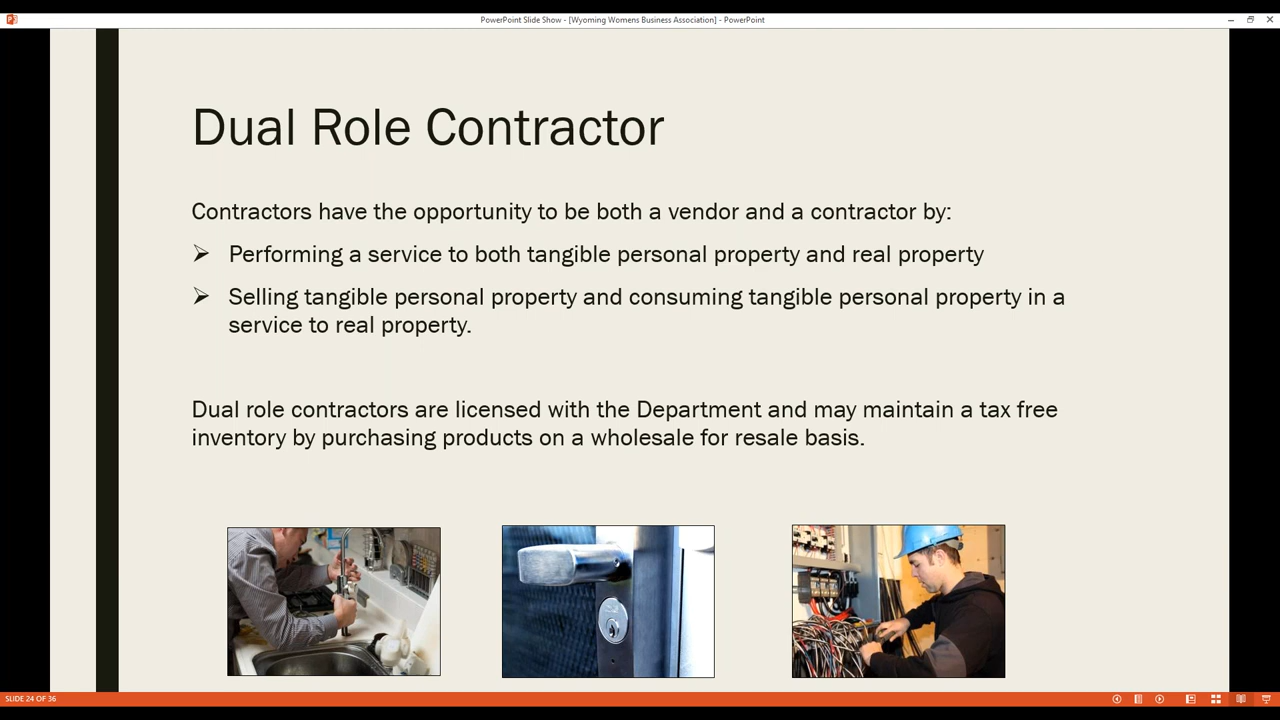 PowerPoint Slide Show - [Wyoming Womens Business Association] - PowerPoint
Dual Role Contractor
Contractors have the opportunity to be both a vendor and a contractor by:
Performing a service to both tangible personal property and real property
Selling tangible personal property and consuming tangible personal property in a
service to real property.
Dual role contractors are licensed with the Department and may maintain a tax free
inventory by purchasing products on a wholesale for resale basis.
SLIDE 24 OF 36